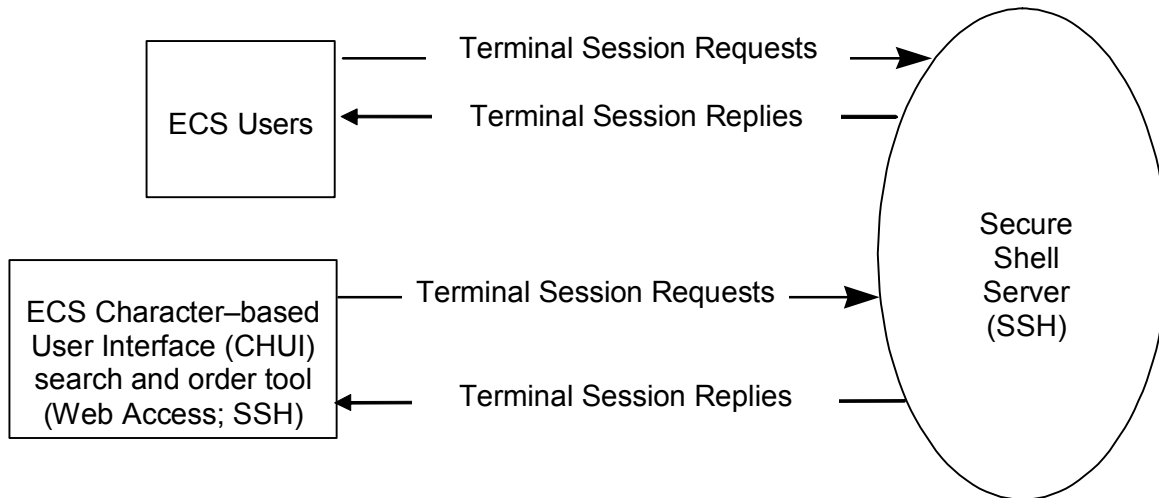 Terminal Session Requests
ECS Users
Terminal Session Replies
Secure
Shell
Server
(SSH)
ECS Character–based
User Interface (CHUI)
search and order tool
(Web Access; SSH)
Terminal Session Requests
Terminal Session Replies